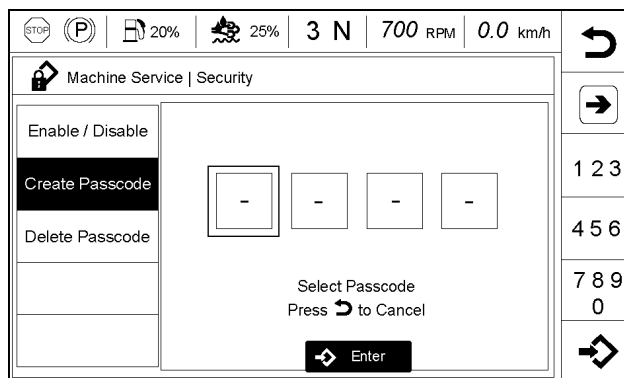 STOP P 20% 25% 3 N 700 RPM 0.0 km/h
Machine Service | Security
Enable / Disable
Create Passcode
Delete Passcode
- - - -
Select Passcode
Press to Cancel
Enter
1 2 3
4 5 6
7 8 9
0